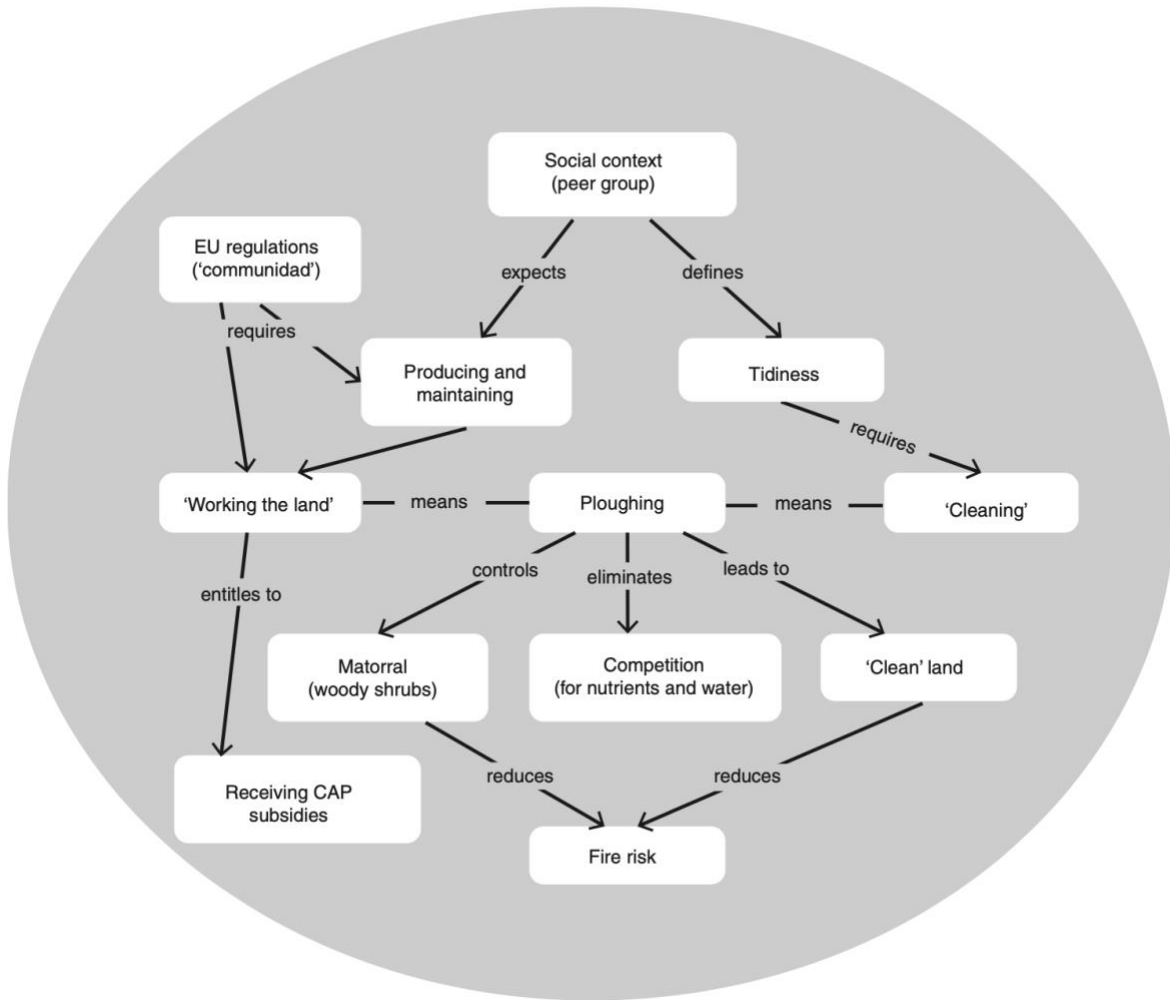 Social context
(peer group)
EU regulations
(‘communidad’)
expects
defines
requires
Producing and
maintaining
Tidiness
requires
‘Working the land’
means
Ploughing
means
‘Cleaning’
controls
eliminates
leads to
entitles to
Matorral
(woody shrubs)
Competition
(for nutrients and water)
‘Clean’ land
reduces
reduces
Receiving CAP
subsidies
Fire risk